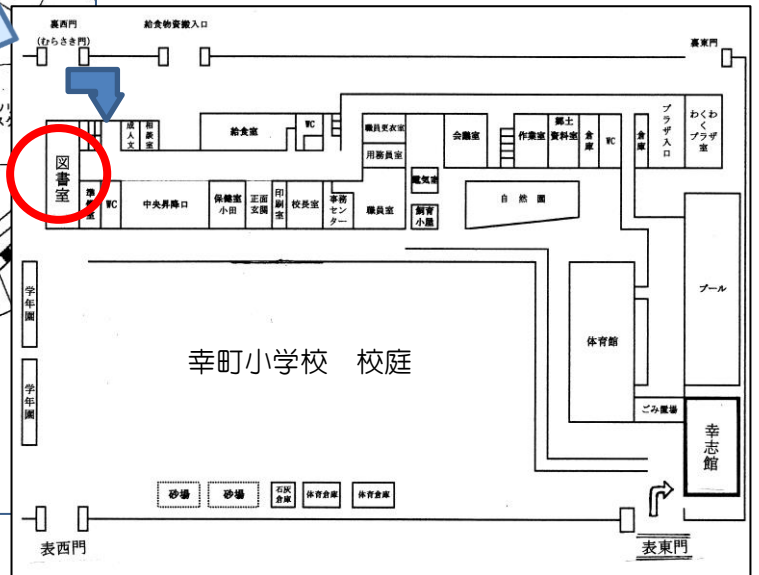 裏西門
(むらさき門)
給食物資搬入口
裏東門
図書室
成人文
相談室
給食室
WC
職員更衣室
用務員室
会議室
作業室
郷土資料室
倉庫
WC
倉庫
プラザ入口
わくわくプラザ室
準備室
WC
中央昇降口
保健室
小田
正面玄関
印刷室
校長室
事務センター
職員室
電気室
飼育小屋
自然園
プール
学年園
体育館
幸町小学校 校庭
学年園
ごみ置場
幸志館
砂場
砂場
石灰倉庫
体育倉庫
体育倉庫
表西門
表東門